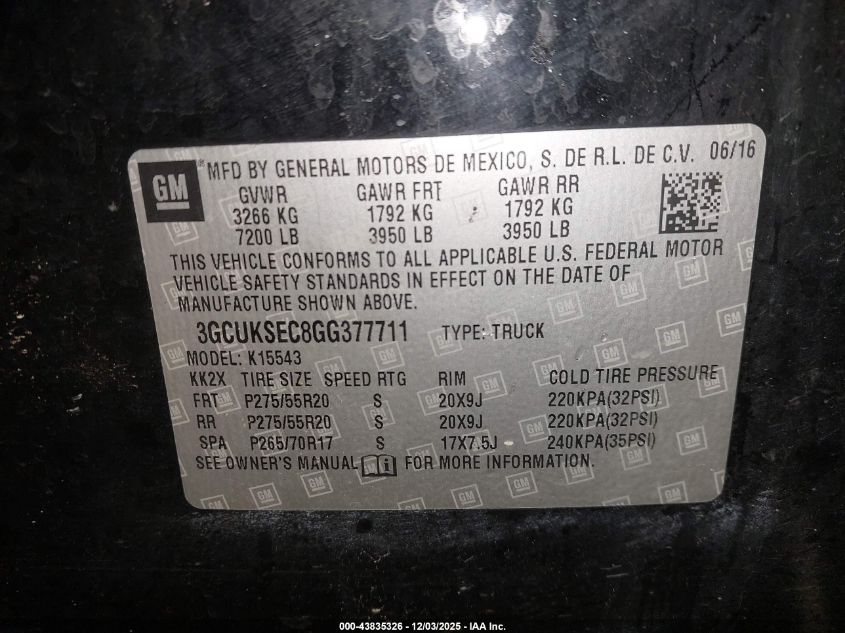 GM ® MFD BY GENERAL MOTORS DE MEXICO, S. DE R.L. DE C.V. 06/16
GVWR GAWR FRT GAWR RR
3266 KG 1792 KG 1792 KG
7200 LB 3950 LB 3950 LB
THIS VEHICLE CONFORMS TO ALL APPLICABLE U.S. FEDERAL MOTOR
VEHICLE SAFETY STANDARDS IN EFFECT ON THE DATE OF
MANUFACTURE SHOWN ABOVE.
3GCUKSEC8GG377711 TYPE: TRUCK
MODEL: K15543
KK2X TIRE SIZE SPEED RTG RIM COLD TIRE PRESSURE
FRT P275/55R20 S 20X9J 220KPA(32PSI)
RR P275/55R20 S 20X9J 220KPA(32PSI)
SPA P265/70R17 S 17X7.5J 240KPA(35PSI)
SEE OWNER'S MANUAL FOR MORE INFORMATION.
000-43835326 - 12/03/2025 - IAA Inc.